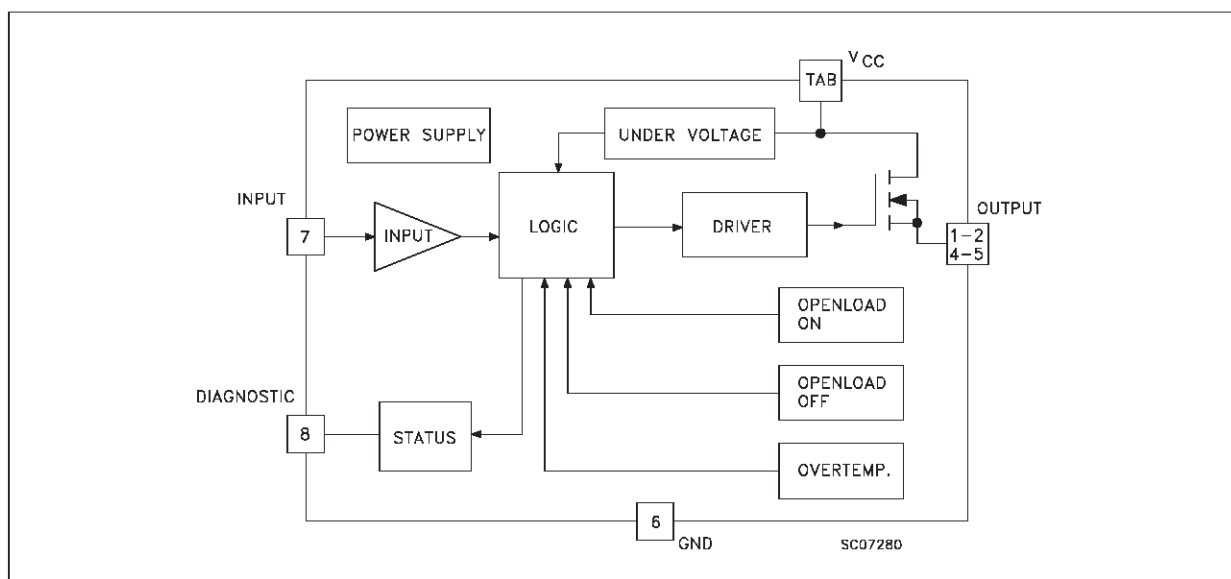 V CC
TAB
POWER SUPPLY
UNDER VOLTAGE
INPUT
7
INPUT
LOGIC
DRIVER
OUTPUT
1-2
4-5
OPENLOAD
ON
OPENLOAD
OFF
DIAGNOSTIC
8
STATUS
OVERTEMP.
6
GND
SC07280